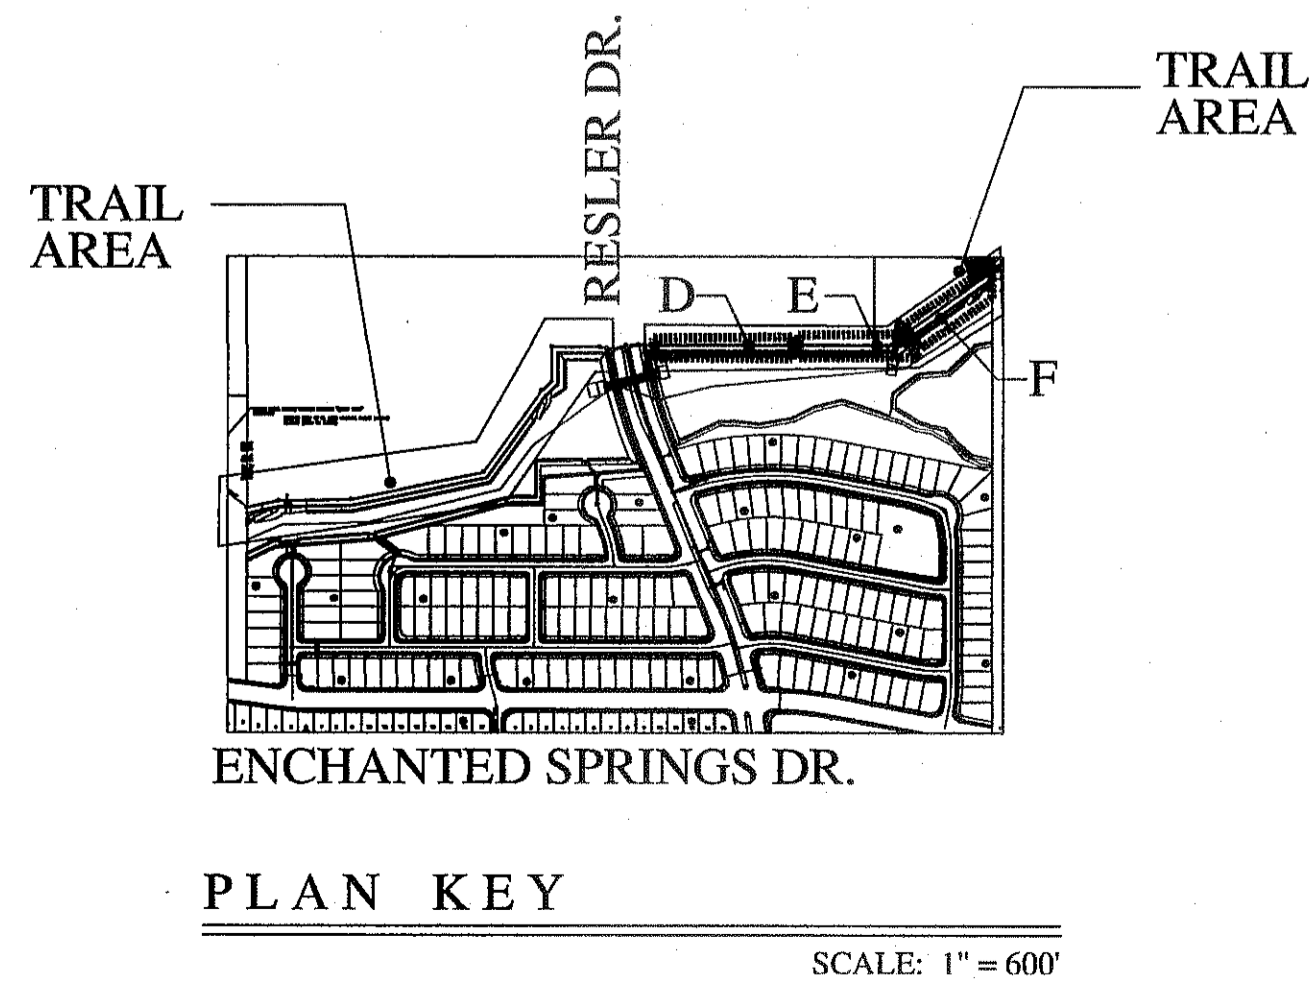 RESLER DR.
TRAIL
AREA
TRAIL
AREA
D
E
F
ENCHANTED SPRINGS DR.
PLAN KEY
SCALE: 1" = 600'